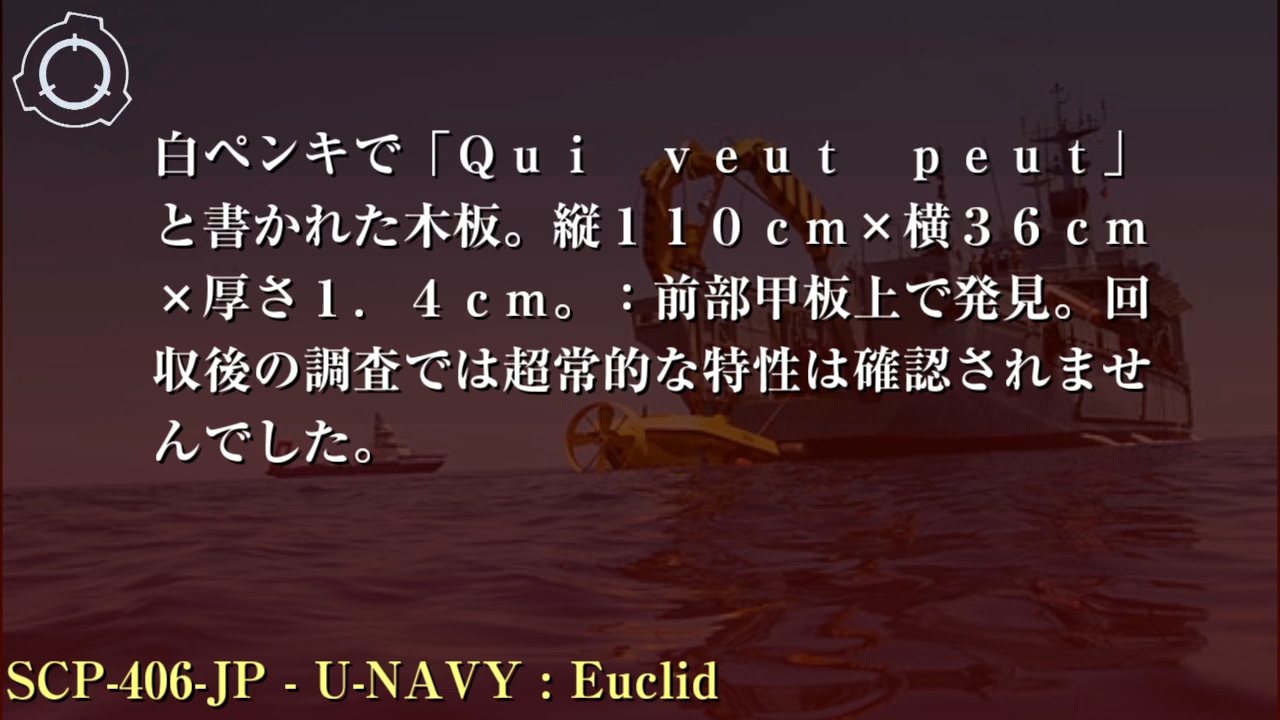 白ペンキで「Ｑｕｉ　ｖｅｕｔ　ｐｅｕｔ」
と書かれた木板。縦１１０ｃｍ×横３６ｃｍ
×厚さ１．４ｃｍ。：前部甲板上で発見。回
収後の調査では超常的な特性は確認されませ
んでした。
SCP-406-JP - U-NAVY : Euclid